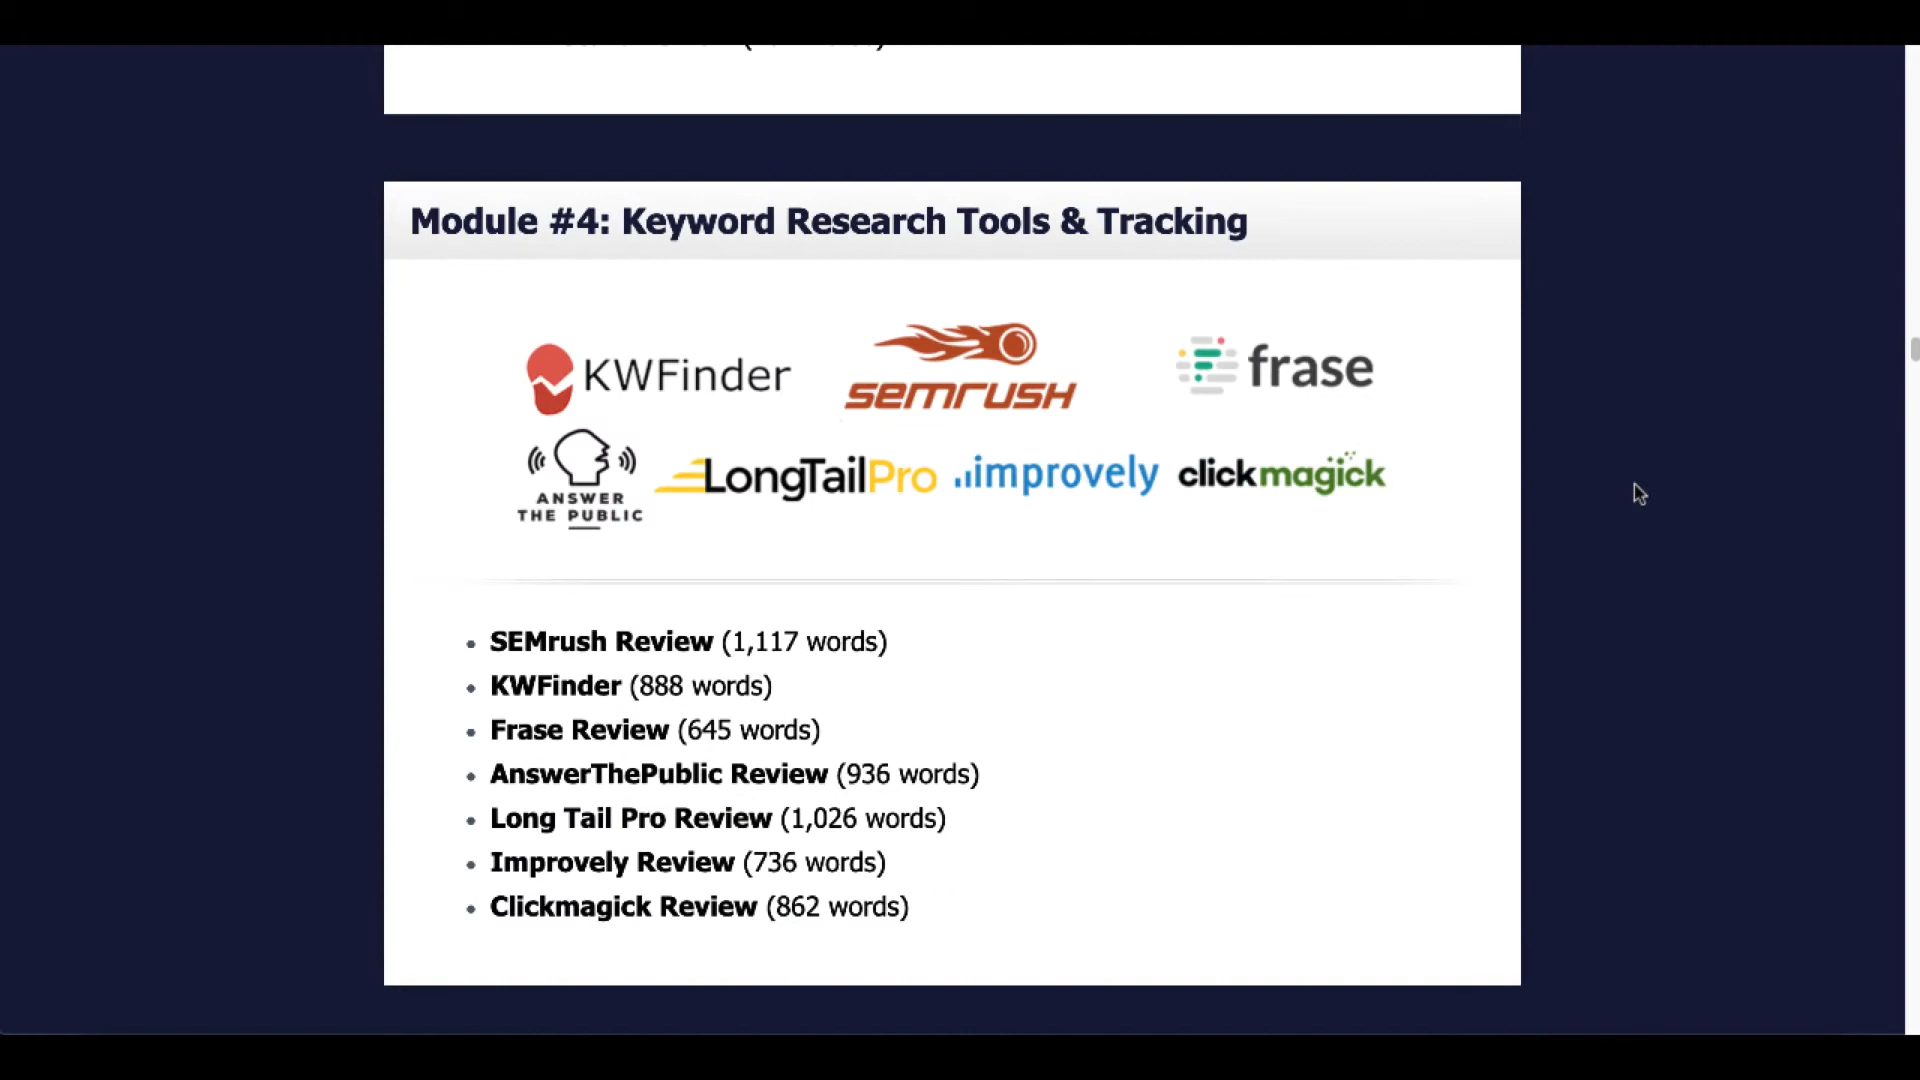 Module #4: Keyword Research Tools & Tracking
KWFinder
semrush
frase
ANSWER
THE PUBLIC
LongTailPro
improvely
clickmagick
SEMrush Review (1,117 words)
KWFinder (888 words)
Frase Review (645 words)
AnswerThePublic Review (936 words)
Long Tail Pro Review (1,026 words)
Improvely Review (736 words)
Clickmagick Review (862 words)